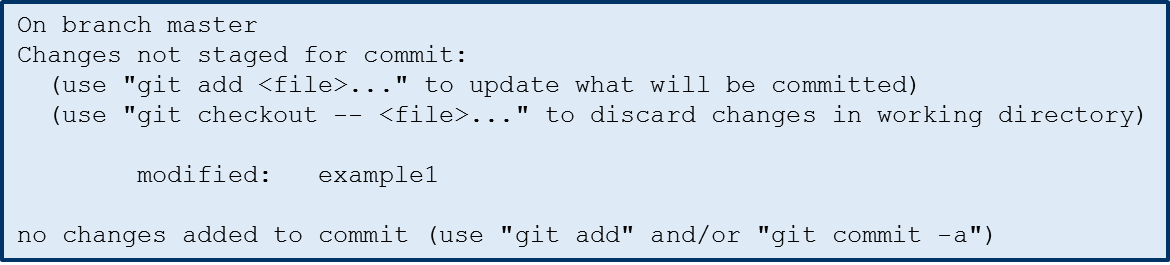 On branch master
Changes not staged for commit:
(use "git add <file>..." to update what will be committed)
(use "git checkout -- <file>..." to discard changes in working directory)
modified: example1
no changes added to commit (use "git add" and/or "git commit -a")